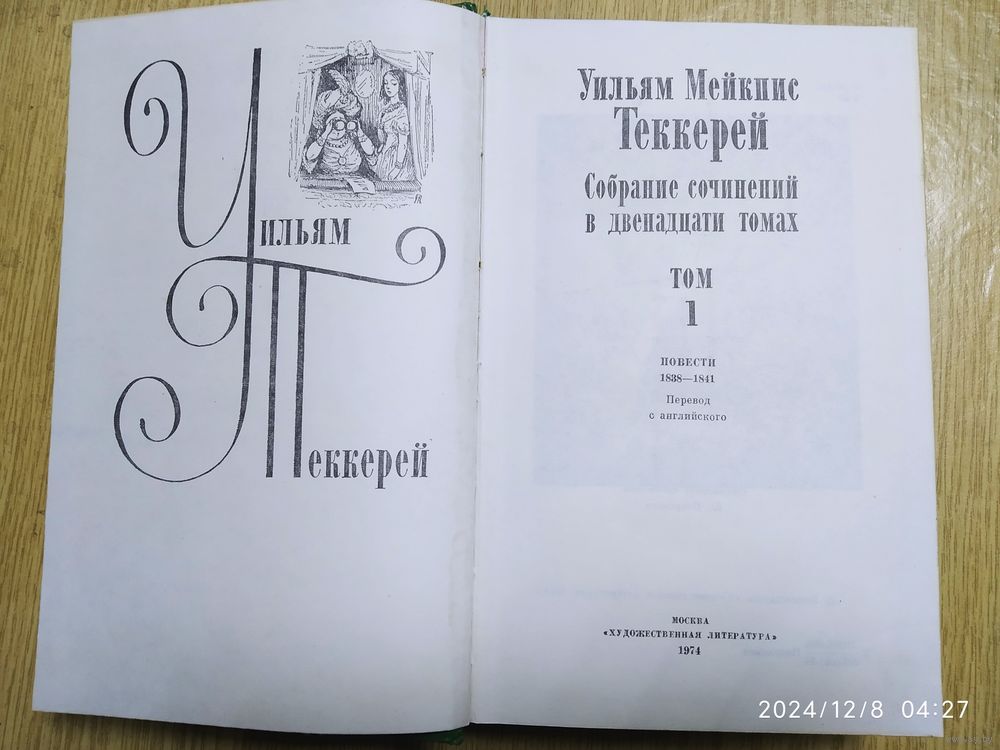 Уильям
Теккерей
Уильям Мейкпис
Теккерей
Собрание сочинений
в двенадцати томах
ТОМ
1
ПОВЕСТИ
1838—1841
Перевод
с английского
МОСКВА
«ХУДОЖЕСТВЕННАЯ ЛИТЕРАТУРА»
1974
2024/12/8 04:27